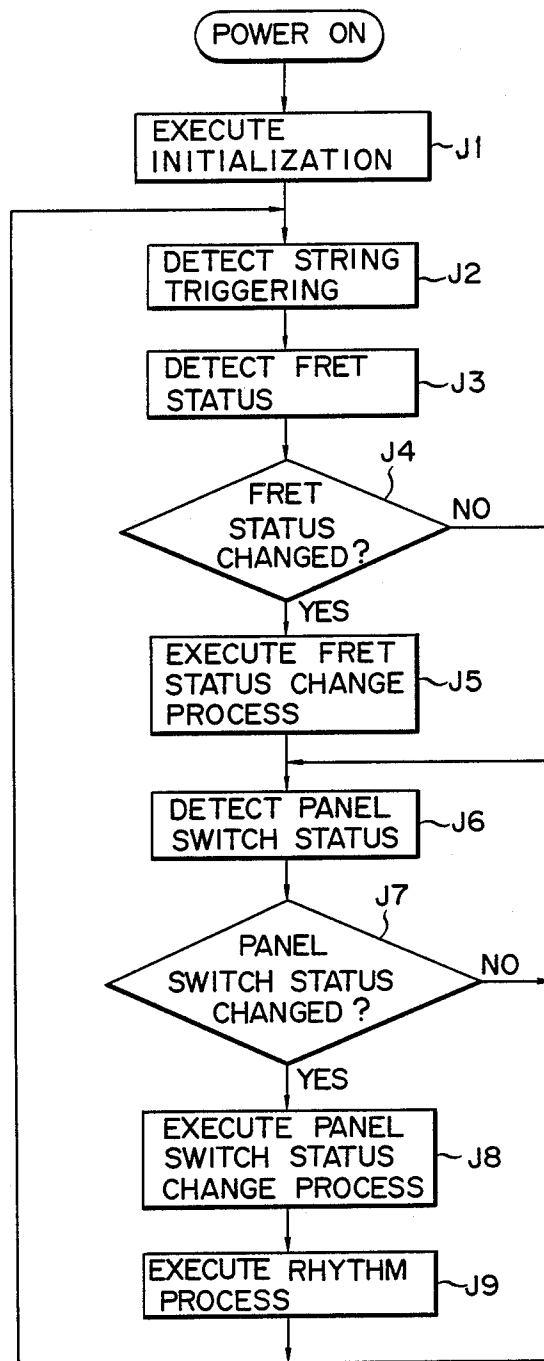 POWER ON
EXECUTE
INITIALIZATION
J1
DETECT STRING
TRIGGERING
J2
DETECT FRET
STATUS
J3
J4
FRET
STATUS
CHANGED?
NO
YES
EXECUTE FRET
STATUS CHANGE
PROCESS
J5
DETECT PANEL
SWITCH STATUS
J6
J7
PANEL
SWITCH STATUS
CHANGED?
NO
YES
EXECUTE PANEL
SWITCH STATUS
CHANGE PROCESS
J8
EXECUTE RHYTHM
PROCESS
J9